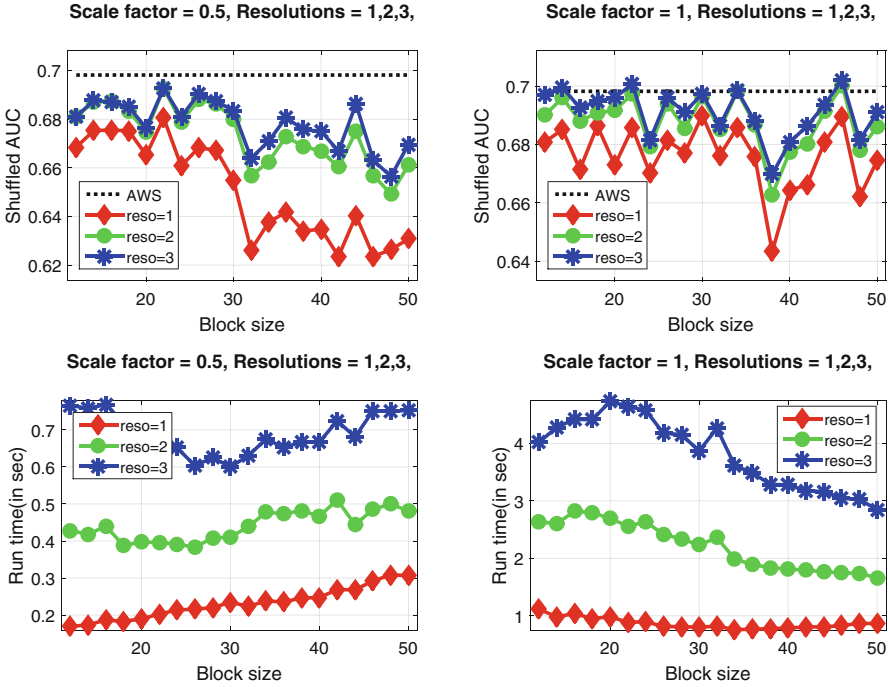 Scale factor = 0.5, Resolutions = 1,2,3,
0.7
0.68
0.66
0.64
0.62
Shuffled AUC
AWS
reso=1
reso=2
reso=3
20
30
40
50
Block size
Scale factor = 1, Resolutions = 1,2,3,
0.7
0.68
0.66
0.64
Shuffled AUC
AWS
reso=1
reso=2
reso=3
20
30
40
50
Block size
Scale factor = 0.5, Resolutions = 1,2,3,
0.7
0.6
0.5
0.4
0.3
0.2
Run time(in sec)
reso=1
reso=2
reso=3
20
30
40
50
Block size
Scale factor = 1, Resolutions = 1,2,3,
4
3
2
1
Run time(in sec)
reso=1
reso=2
reso=3
20
30
40
50
Block size